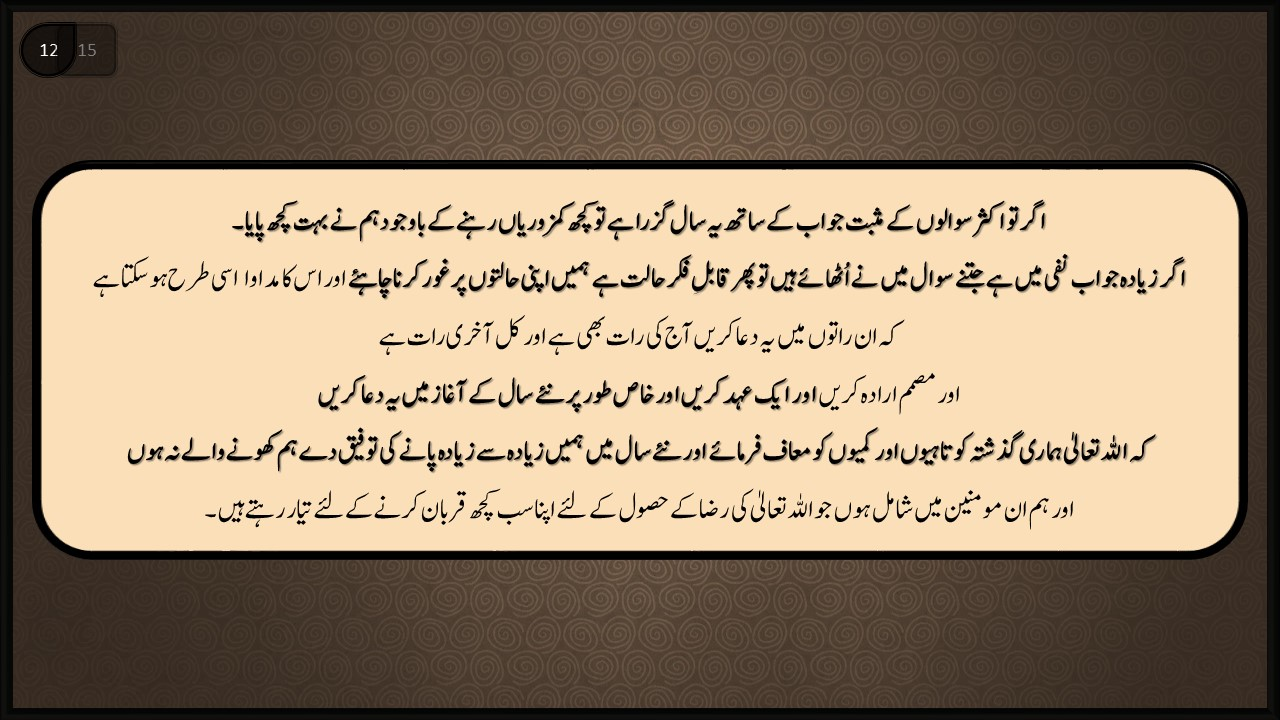 12 15
اگر تو اکثر سوالوں کے مثبت جواب کے ساتھ یہ سال گزرا ہے تو کچھ کمزوریاں رہنے کے باوجود ہم نے بہت کچھ پایا۔
اگر زیادہ جواب نفی میں ہے جتنے سوال میں نے اُٹھائے ہیں تو پھر قابلِ فکر حالت ہے ہمیں اپنی حالتوں پر غور کرنا چاہئے اور اس کا مداوا اسی طرح ہو سکتا ہے
کہ ان راتوں میں یہ دعا کریں آج کی رات بھی ہے اور کل آخری رات ہے
اور مصمم ارادہ کریں اور ایک عہد کریں اور خاص طور پر نئے سال کے آغاز میں یہ دعا کریں
کہ اللہ تعالیٰ ہماری گذشتہ کوتاہیوں اور کمیوں کو معاف فرمائے اور نئے سال میں ہمیں زیادہ سے زیادہ پانے کی توفیق دے ہم کھونے والے نہ ہوں
اور ہم ان مومنین میں شامل ہوں جو اللہ تعالیٰ کی رضا کے حصول کے لئے اپنا سب کچھ قربان کرنے کے لئے تیار رہتے ہیں۔